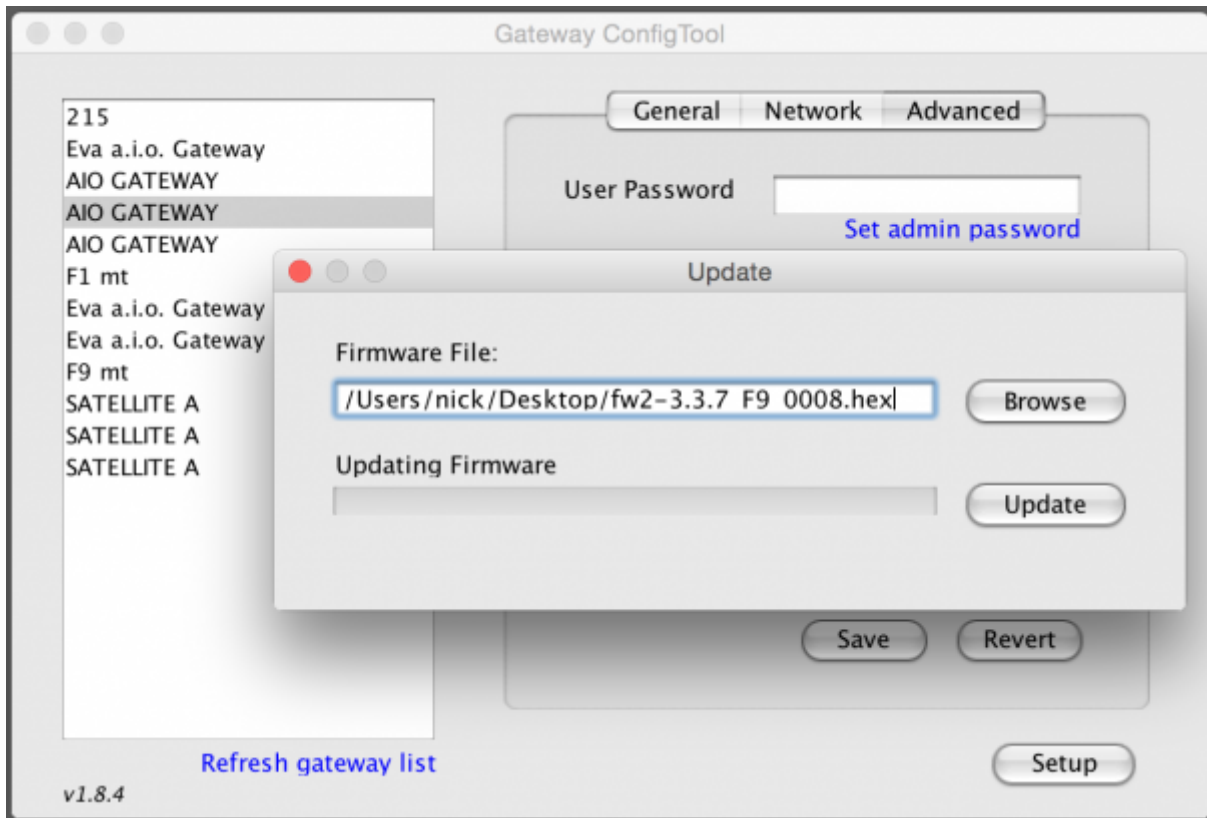 Gateway ConfigTool
215
Eva a.i.o. Gateway
AIO GATEWAY
AIO GATEWAY
AIO GATEWAY
F1 mt
Eva a.i.o. Gateway
Eva a.i.o. Gateway
F9 mt
SATELLITE A
SATELLITE A
SATELLITE A
Refresh gateway list
v1.8.4
General Network Advanced
User Password
Set admin password
Update
Firmware File:
/Users/nick/Desktop/fw2-3.3.7_F9_0008.hex
Browse
Updating Firmware
Update
Save Revert
Setup